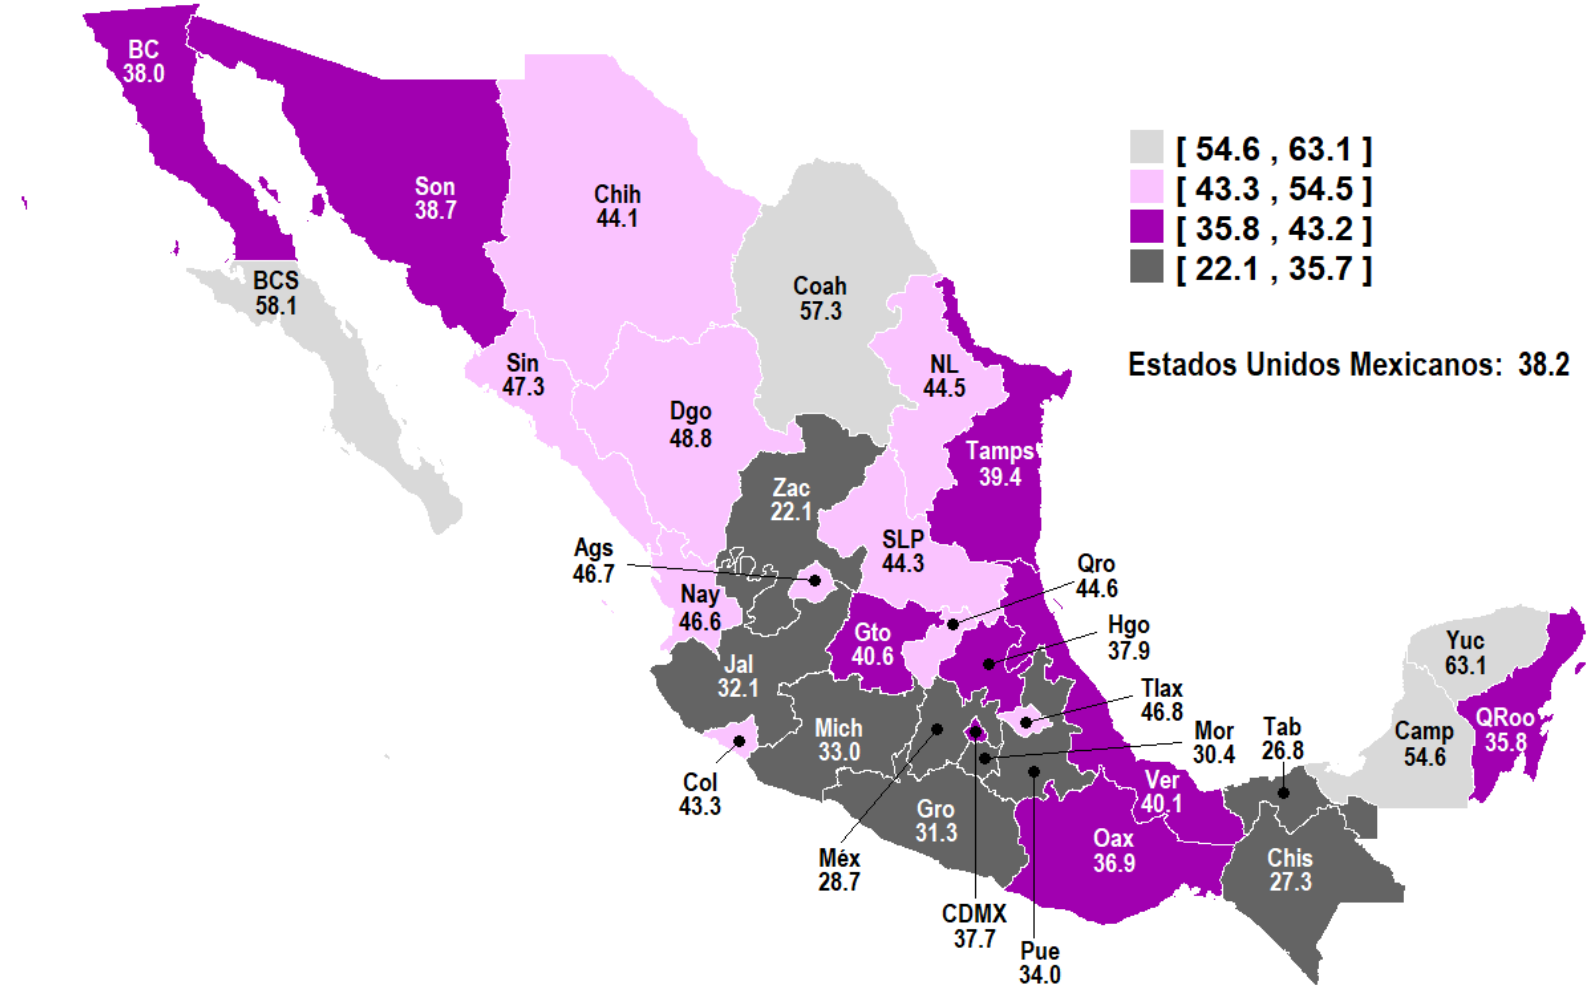 BC
38.0
Son
38.7
Chih
44.1
[ 54.6 , 63.1 ]
[ 43.3 , 54.5 ]
[ 35.8 , 43.2 ]
[ 22.1 , 35.7 ]
BCS
58.1
Coah
57.3
Estados Unidos Mexicanos: 38.2
Sin
47.3
NL
44.5
Dgo
48.8
Tamps
39.4
Zac
22.1
Ags
46.7
SLP
44.3
Qro
44.6
Nay
46.6
Gto
40.6
Hgo
37.9
Yuc
63.1
Jal
32.1
Tlax
46.8
QRoo
35.8
Mich
33.0
Mor
30.4
Tab
26.8
Camp
54.6
Col
43.3
Ver
40.1
Gro
31.3
Oax
36.9
Méx
28.7
Chis
27.3
CDMX
37.7
Pue
34.0